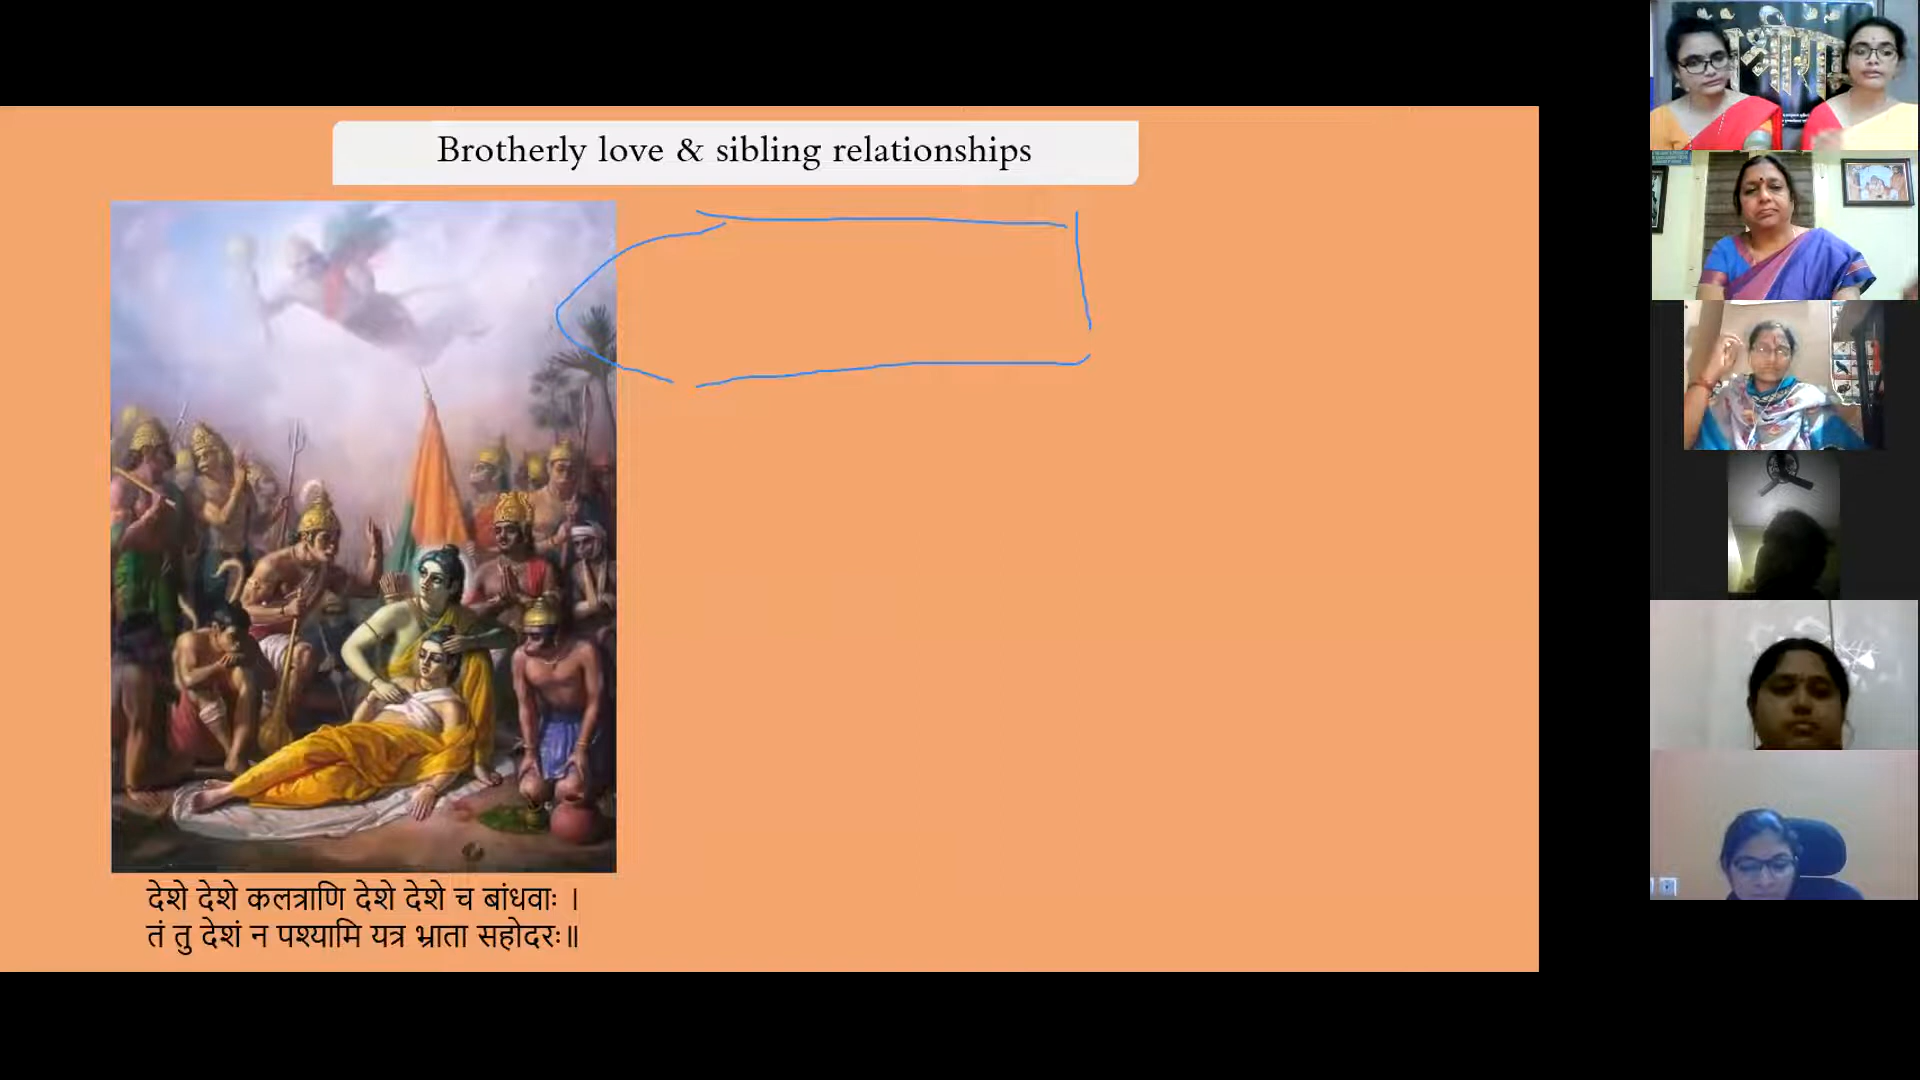 Brotherly love & sibling relationships
देशे देशे कलत्राणि देशे देशे च बांधवाः ।
तं तु देशं न पश्यामि यत्र भ्राता सहोदरः॥